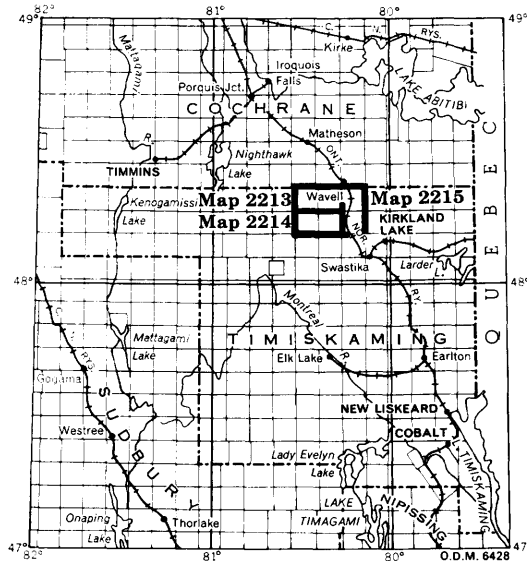 82° 81° 80°
49° 49°
C. N. RYS.
Kirke
Mattagami
Iroquois
Falls
LAKE ABITIBI
Porquis Jct.
COCHRANE
Matheson
R.
ONT.
Nighthawk
Lake
TIMMINS
QUEBEC
Wavell
Kenogamissi
Lake
Map 2213
Map 2215
Map 2214
NOR.
KIRKLAND
LAKE
Swastika
Larder
L.
RY.
48° 48°
Montreal
R.
C. N. RYS.
TIMISKAMING
Mattagami
Lake
Elk Lake
Earlton
Gogama
SUDBURY
NEW LISKEARD
Westree
COBALT
L. TIMISKAMING
Lady Evelyn
Lake
NIPISSING
LAKE
TIMAGAMI
Onaping
Lake
Thorlake
47° 47°
82° 81° 80°
O.D.M. 6428